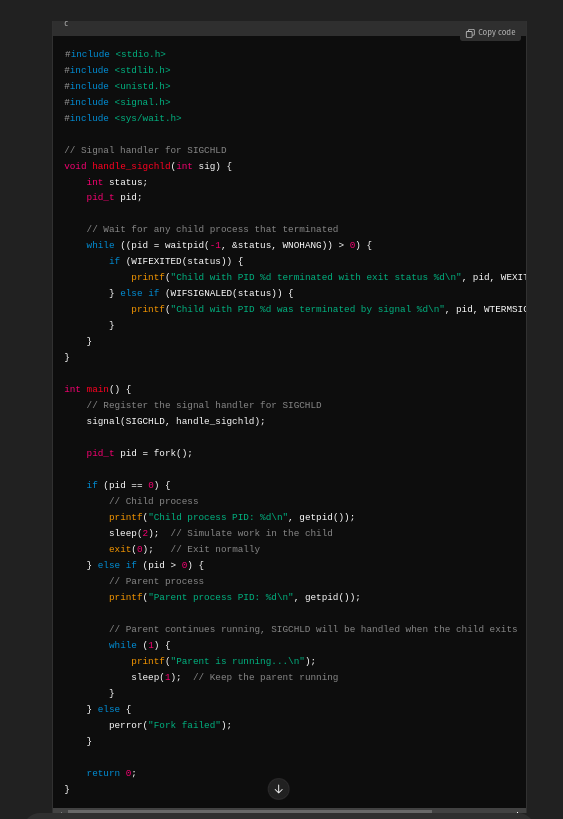 c
Copy code
#include <stdio.h>
#include <stdlib.h>
#include <unistd.h>
#include <signal.h>
#include <sys/wait.h>

// Signal handler for SIGCHLD
void handle_sigchld(int sig) {
    int status;
    pid_t pid;

    // Wait for any child process that terminated
    while ((pid = waitpid(-1, &status, WNOHANG)) > 0) {
        if (WIFEXITED(status)) {
            printf("Child with PID %d terminated with exit status %d\n", pid, WEXIT
        } else if (WIFSIGNALED(status)) {
            printf("Child with PID %d was terminated by signal %d\n", pid, WTERMSIG
        }
    }
}

int main() {
    // Register the signal handler for SIGCHLD
    signal(SIGCHLD, handle_sigchld);

    pid_t pid = fork();

    if (pid == 0) {
        // Child process
        printf("Child process PID: %d\n", getpid());
        sleep(2);  // Simulate work in the child
        exit(0);   // Exit normally
    } else if (pid > 0) {
        // Parent process
        printf("Parent process PID: %d\n", getpid());

        // Parent continues running, SIGCHLD will be handled when the child exits
        while (1) {
            printf("Parent is running...\n");
            sleep(1);  // Keep the parent running
        }
    } else {
        perror("Fork failed");
    }

    return 0;
}